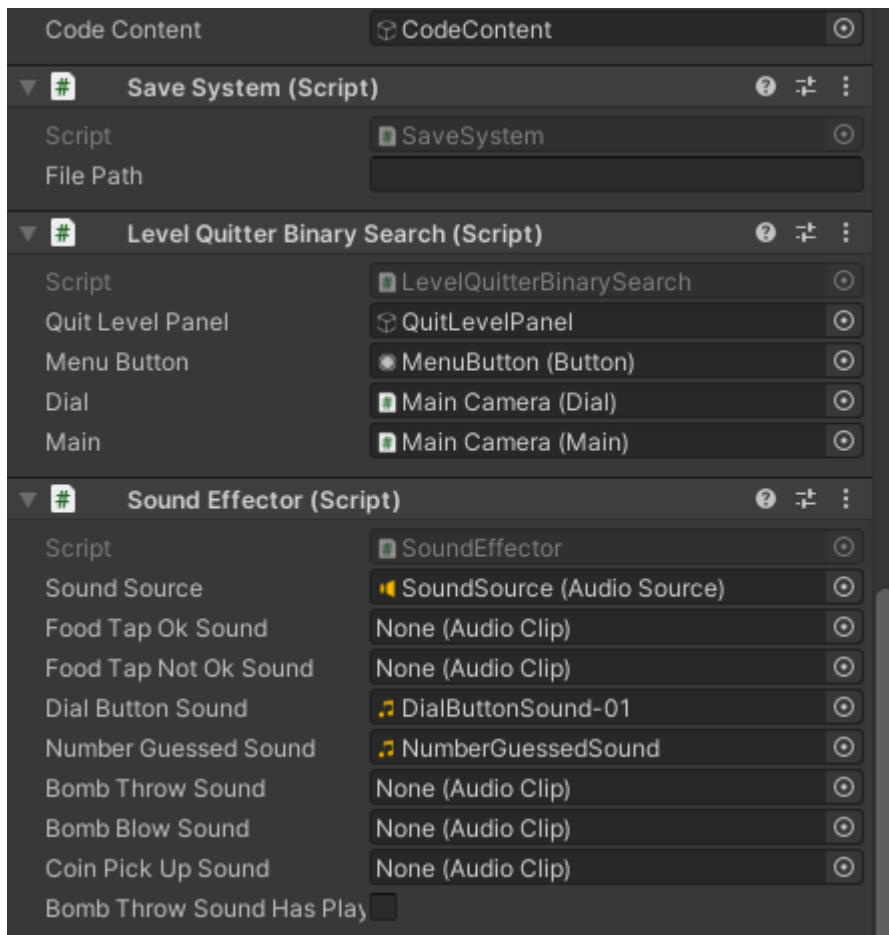 Code Content CodeContent
Save System (Script)
Script SaveSystem
File Path
Level Quitter Binary Search (Script)
Script LevelQuitterBinarySearch
Quit Level Panel QuitLevelPanel
Menu Button MenuButton (Button)
Dial Main Camera (Dial)
Main Main Camera (Main)
Sound Effector (Script)
Script SoundEffector
Sound Source SoundSource (Audio Source)
Food Tap Ok Sound None (Audio Clip)
Food Tap Not Ok Sound None (Audio Clip)
Dial Button Sound DialButtonSound-01
Number Guessed Sound NumberGuessedSound
Bomb Throw Sound None (Audio Clip)
Bomb Blow Sound None (Audio Clip)
Coin Pick Up Sound None (Audio Clip)
Bomb Throw Sound Has Play